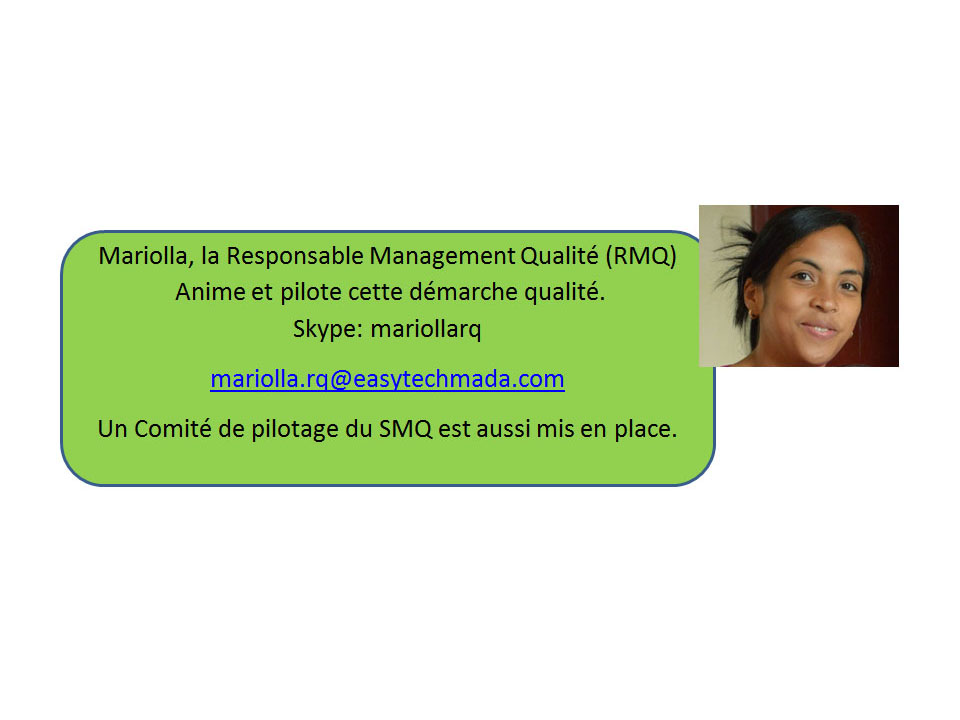 Mariolla, la Responsable Management Qualité (RMQ)
Anime et pilote cette démarche qualité.
Skype: mariollarq
mariolla.rq@easytechmada.com
Un Comité de pilotage du SMQ est aussi mis en place.